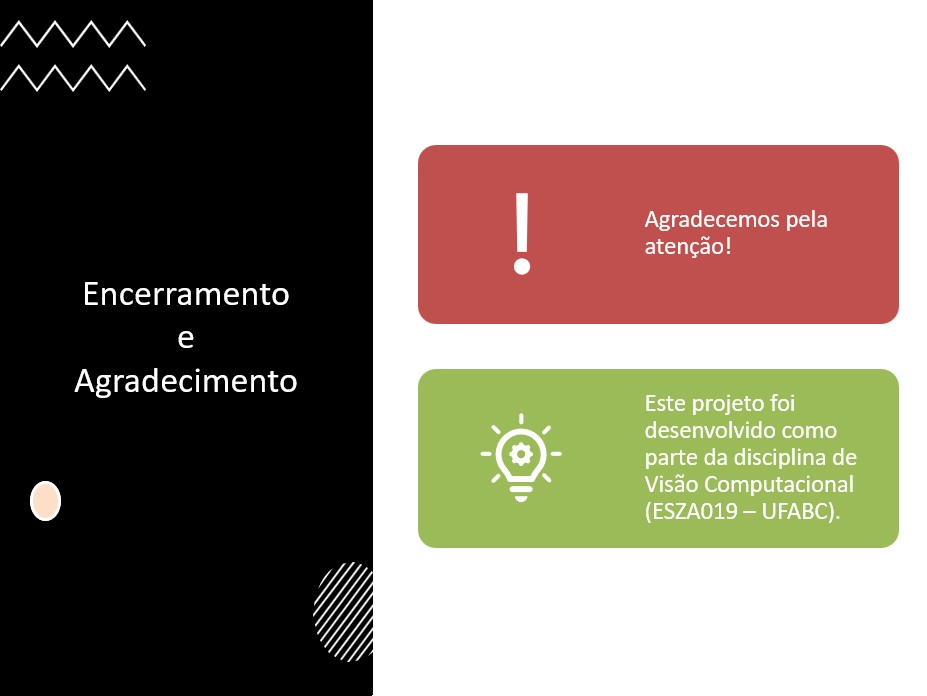 Encerramento
e
Agradecimento
Agradecemos pela
atenção!
Este projeto foi
desenvolvido como
parte da disciplina de
Visão Computacional
(ESZA019 – UFABC).